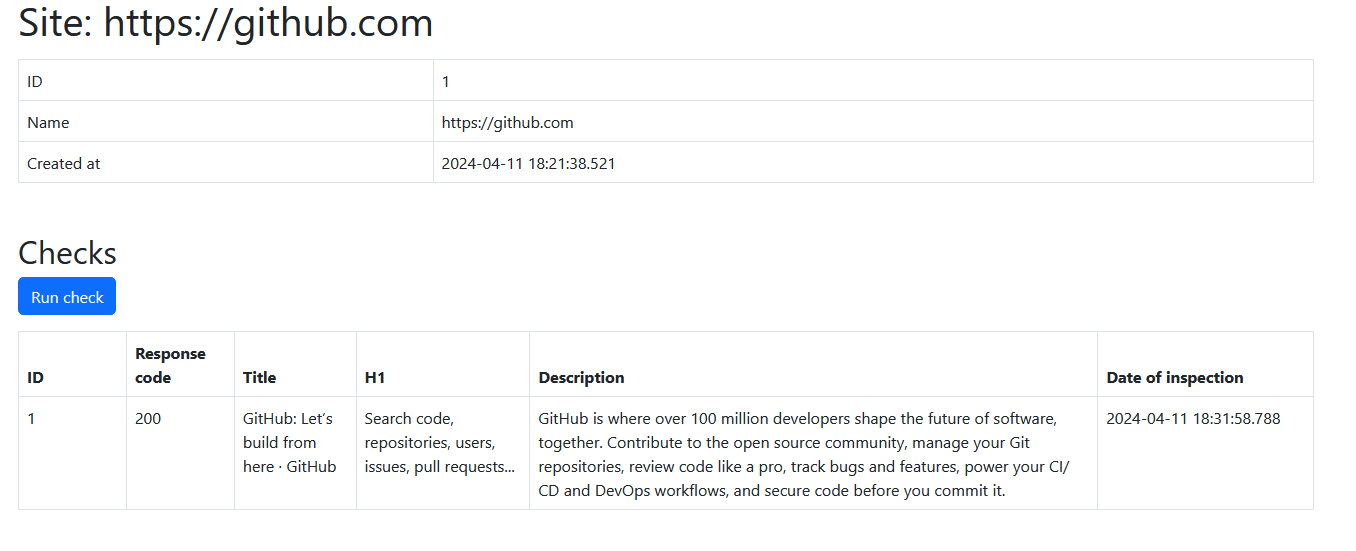 Site: https://github.com
ID 1
Name https://github.com
Created at 2024-04-11 18:21:38.521
Checks
Run check
ID Response code Title H1 Description Date of inspection
1 200 GitHub: Let's build from here · GitHub Search code, repositories, users, issues, pull requests... GitHub is where over 100 million developers shape the future of software, together. Contribute to the open source community, manage your Git repositories, review code like a pro, track bugs and features, power your CI/CD and DevOps workflows, and secure code before you commit it. 2024-04-11 18:31:58.788